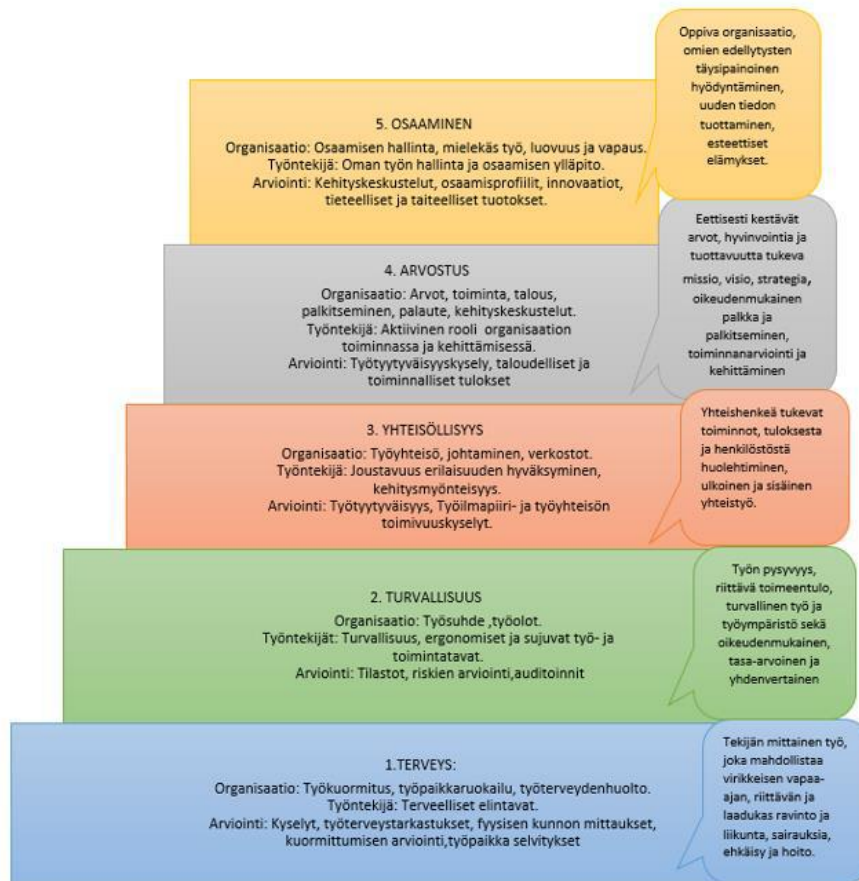 Oppiva organisaatio,
omien edellytysten
täysipainoinen
hyödyntäminen,
uuden tiedon
tuottaminen,
esteettiset
elämykset.
5. OSAAMINEN
Organisaatio: Osaamisen hallinta, mielekäs työ, luovuus ja vapaus.
Työntekijä: Oman työn hallinta ja osaamisen ylläpito.
Arviointi: Kehityskeskustelut, osaamisprofiilit, innovaatiot,
tieteelliset ja taiteelliset tuotokset.
Eettisesti kestävät
arvot, hyvinvointia ja
tuottavuutta tukeva
missio, visio, strategia,
oikeudenmukainen
palkka ja
palkitseminen,
toiminnanarviointi ja
kehittäminen
4. ARVOSTUS
Organisaatio: Arvot, toiminta, talous,
palkitseminen, palaute, kehityskeskustelut.
Työntekijä: Aktiivinen rooli organisaation
toiminnassa ja kehittämisessä.
Arviointi: Työtyytyväisyyskysely, taloudelliset ja
toiminnalliset tulokset
Yhteishenkeä tukevat
toiminnot, tuloksesta
ja henkilöstöstä
huolehtiminen,
ulkoinen ja sisäinen
yhteistyö.
3. YHTEISÖLLISYYS
Organisaatio: Työyhteisö, johtaminen, verkostot.
Työntekijä: Joustavuus erilaisuuden hyväksyminen,
kehitysmyönteisyys.
Arviointi: Työtyytyväisyys, Työilmapiiri- ja työyhteisön
toimivuuskyselyt.
Työn pysyvyys,
riittävä toimeentulo,
turvallinen työ ja
työympäristö sekä
oikeudenmukainen,
tasa-arvoinen ja
yhdenvertainen
2. TURVALLISUUS
Organisaatio: Työsuhde ,työolot.
Työntekijät: Turvallisuus, ergonomiset ja sujuvat työ- ja
toimintatavat.
Arviointi: Tilastot, riskien arviointi,auditoinnit
Tekijän mittainen työ,
joka mahdollistaa
virikkeisen vapaa-
ajan, riittävän ja
laadukas ravinto ja
liikunta, sairauksia,
ehkäisy ja hoito.
1.TERVEYS:
Organisaatio: Työkuormitus, työpaikkaruokailu, työterveydenhuolto.
Työntekijä: Terveelliset elintavat.
Arviointi: Kyselyt, työterveystarkastukset, fyysisen kunnon mittaukset,
kuormittumisen arviointi,työpaikka selvitykset